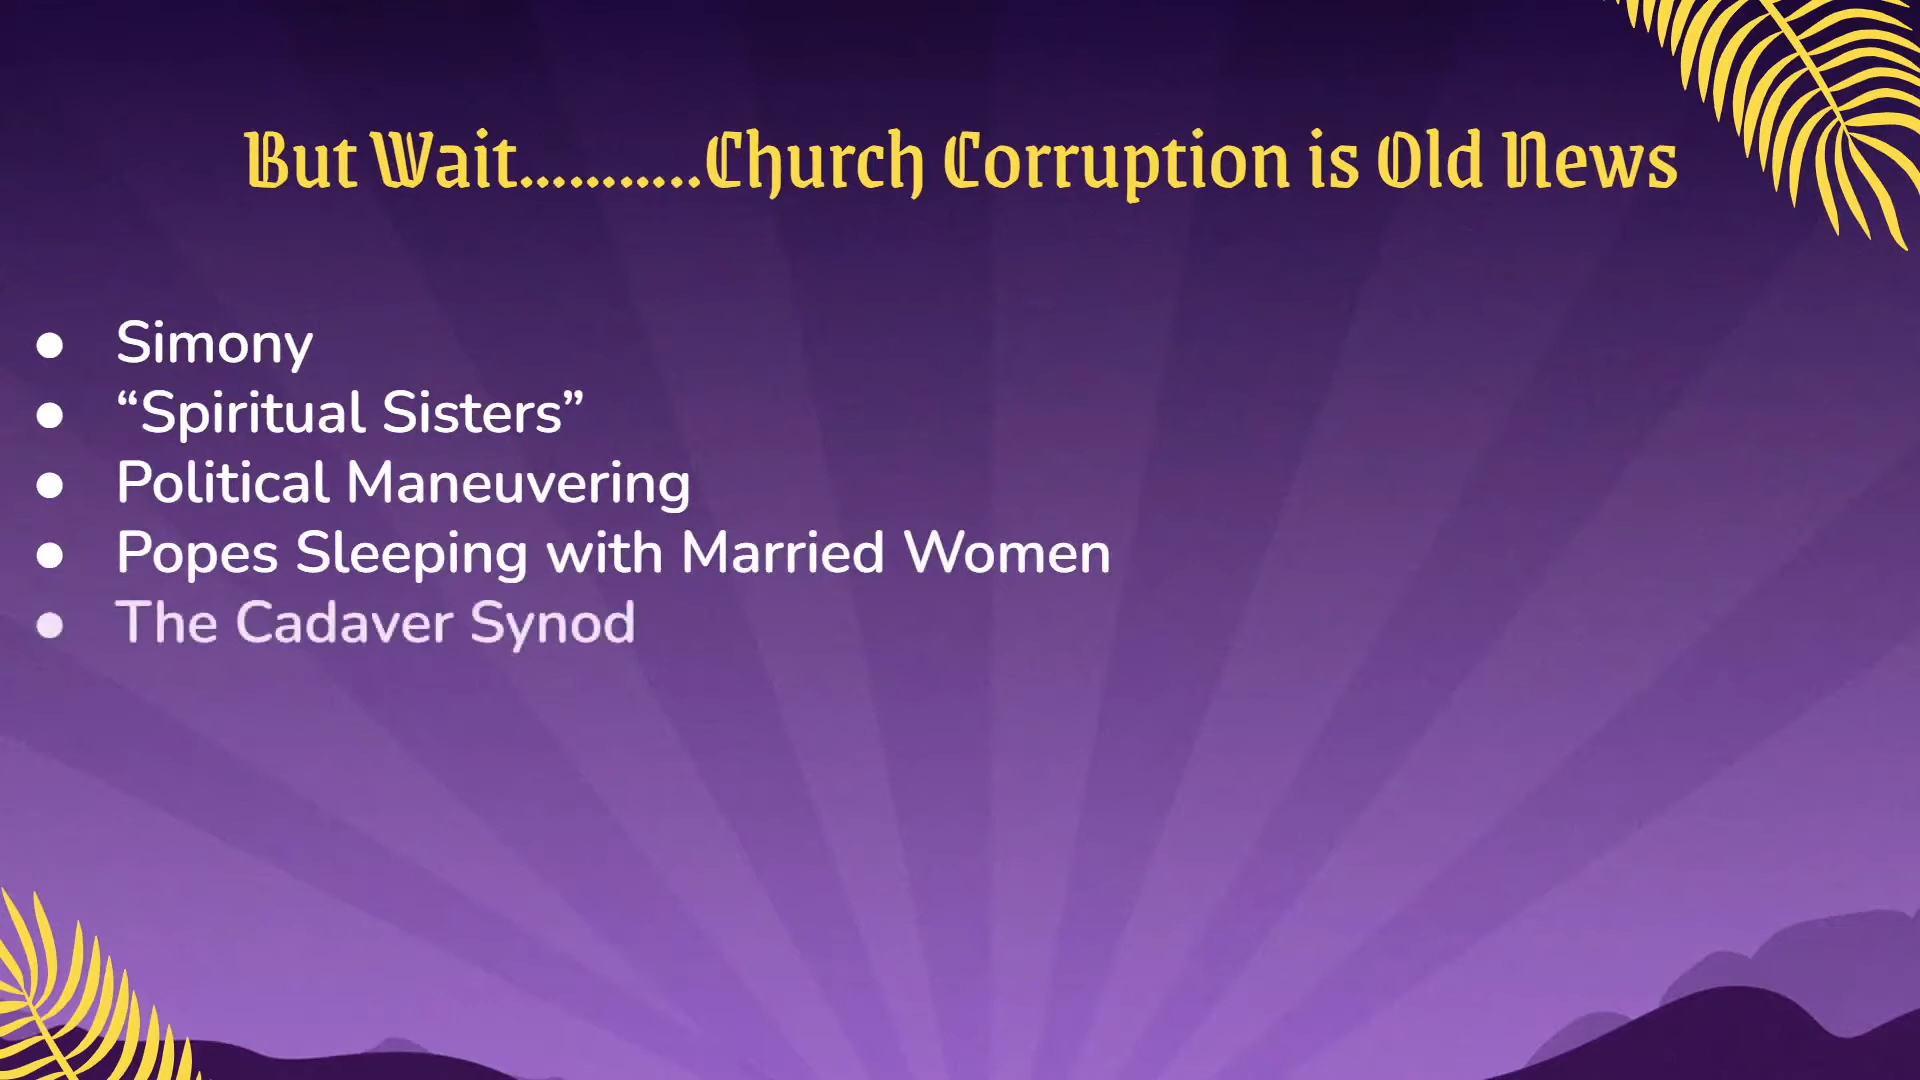 But Wait...........Church Corruption is Old News
● Simony
● “Spiritual Sisters”
● Political Maneuvering
● Popes Sleeping with Married Women
● The Cadaver Synod